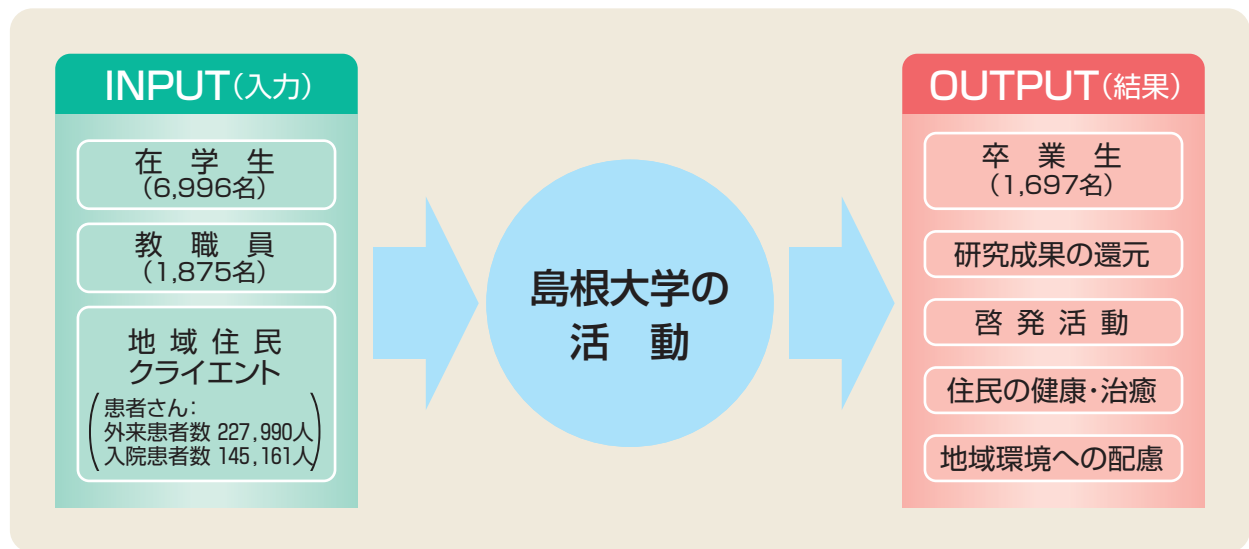 INPUT(入力)
在 学 生
(6,996名)
教 職 員
(1,875名)
地 域 住 民
クライエント
患者さん:
外来患者数 227,990人
入院患者数 145,161人
島根大学の
活 動
OUTPUT(結果)
卒 業 生
(1,697名)
研究成果の還元
啓 発 活 動
住民の健康・治癒
地域環境への配慮